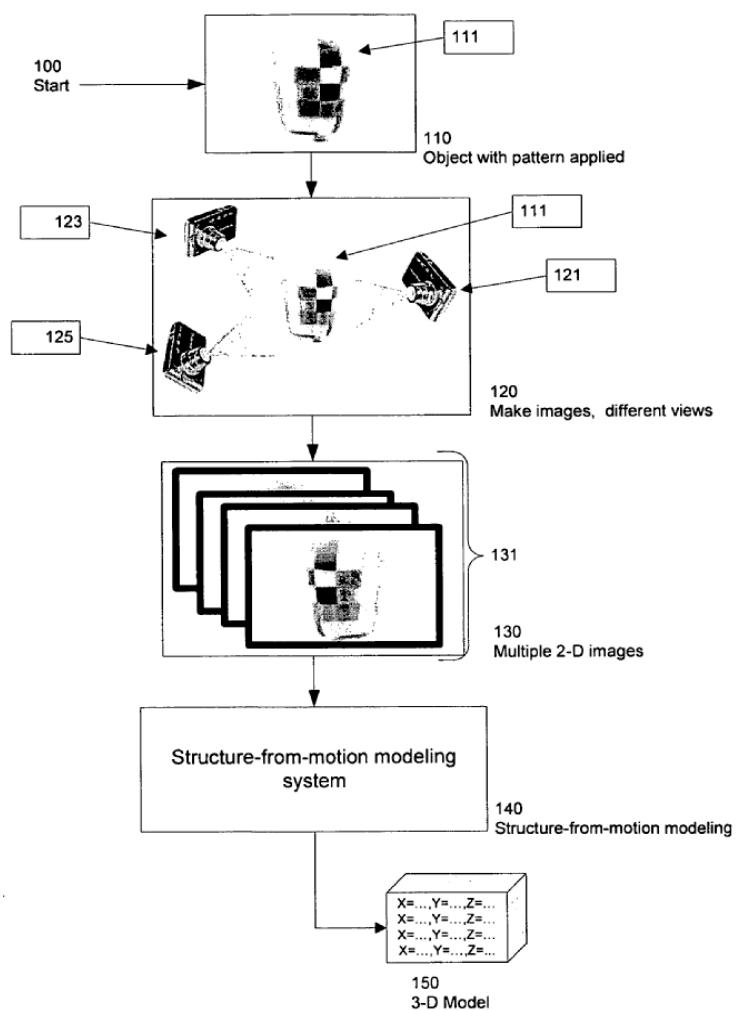 111
100
Start
110
Object with pattern applied
123
111
121
125
120
Make images, different views
131
130
Multiple 2-D images
Structure-from-motion modeling
system
140
Structure-from-motion modeling
X=...,Y=...,Z=...
X=...,Y=...,Z=...
X=...,Y=...,Z=...
X=...,Y=...,Z=...
150
3-D Model